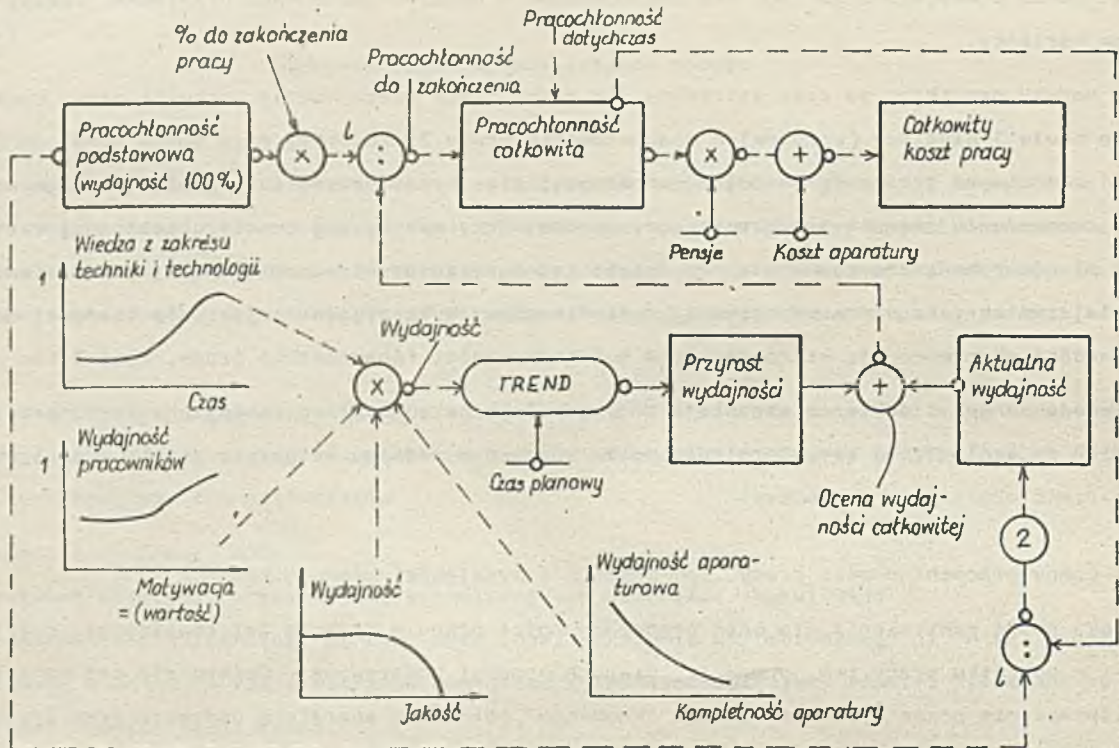 % do zakończenia
pracy
Pracochłonność
do zakończenia
Pracochłonność
dotychczas
Pracochłonność
podstawowa
(wydajność 100%)
x
l
:
Pracochłonność
całkowita
x
+
Całkowity
koszt pracy
Pensje
Koszt aparatury
Wiedza z zakresu
techniki i technologii
1
Czas
Wydajność
x
TREND
Czas planowy
Przyrost
wydajności
+
Aktualna
wydajność
Ocena wydaj-
ności całkowitej
2
:
l
Wydajność
pracowników
1
Motywacja
= (wartość)
Wydajność
Jakość
Wydajność apara-
turowa
Kompletność aparatury